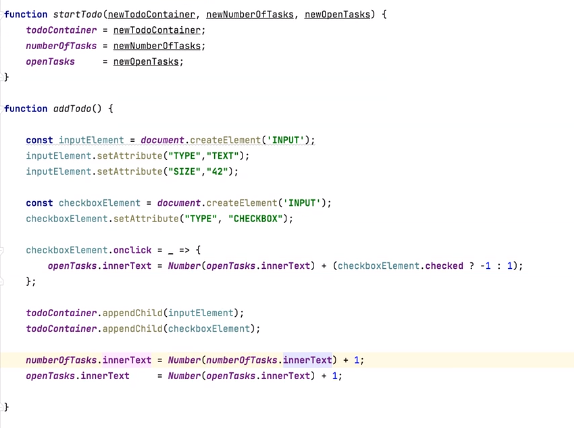 function startTodo(newTodoContainer, newNumberOfTasks, newOpenTasks) {
    todoContainer = newTodoContainer;
    numberOfTasks = newNumberOfTasks;
    openTasks     = newOpenTasks;
}

function addTodo() {

    const inputElement = document.createElement('INPUT');
    inputElement.setAttribute("TYPE","TEXT");
    inputElement.setAttribute("SIZE","42");

    const checkboxElement = document.createElement('INPUT');
    checkboxElement.setAttribute("TYPE", "CHECKBOX");

    checkboxElement.onclick = _ => {
        openTasks.innerText = Number(openTasks.innerText) + (checkboxElement.checked ? -1 : 1);
    };

    todoContainer.appendChild(inputElement);
    todoContainer.appendChild(checkboxElement);

    numberOfTasks.innerText = Number(numberOfTasks.innerText) + 1;
    openTasks.innerText     = Number(openTasks.innerText) + 1;

}